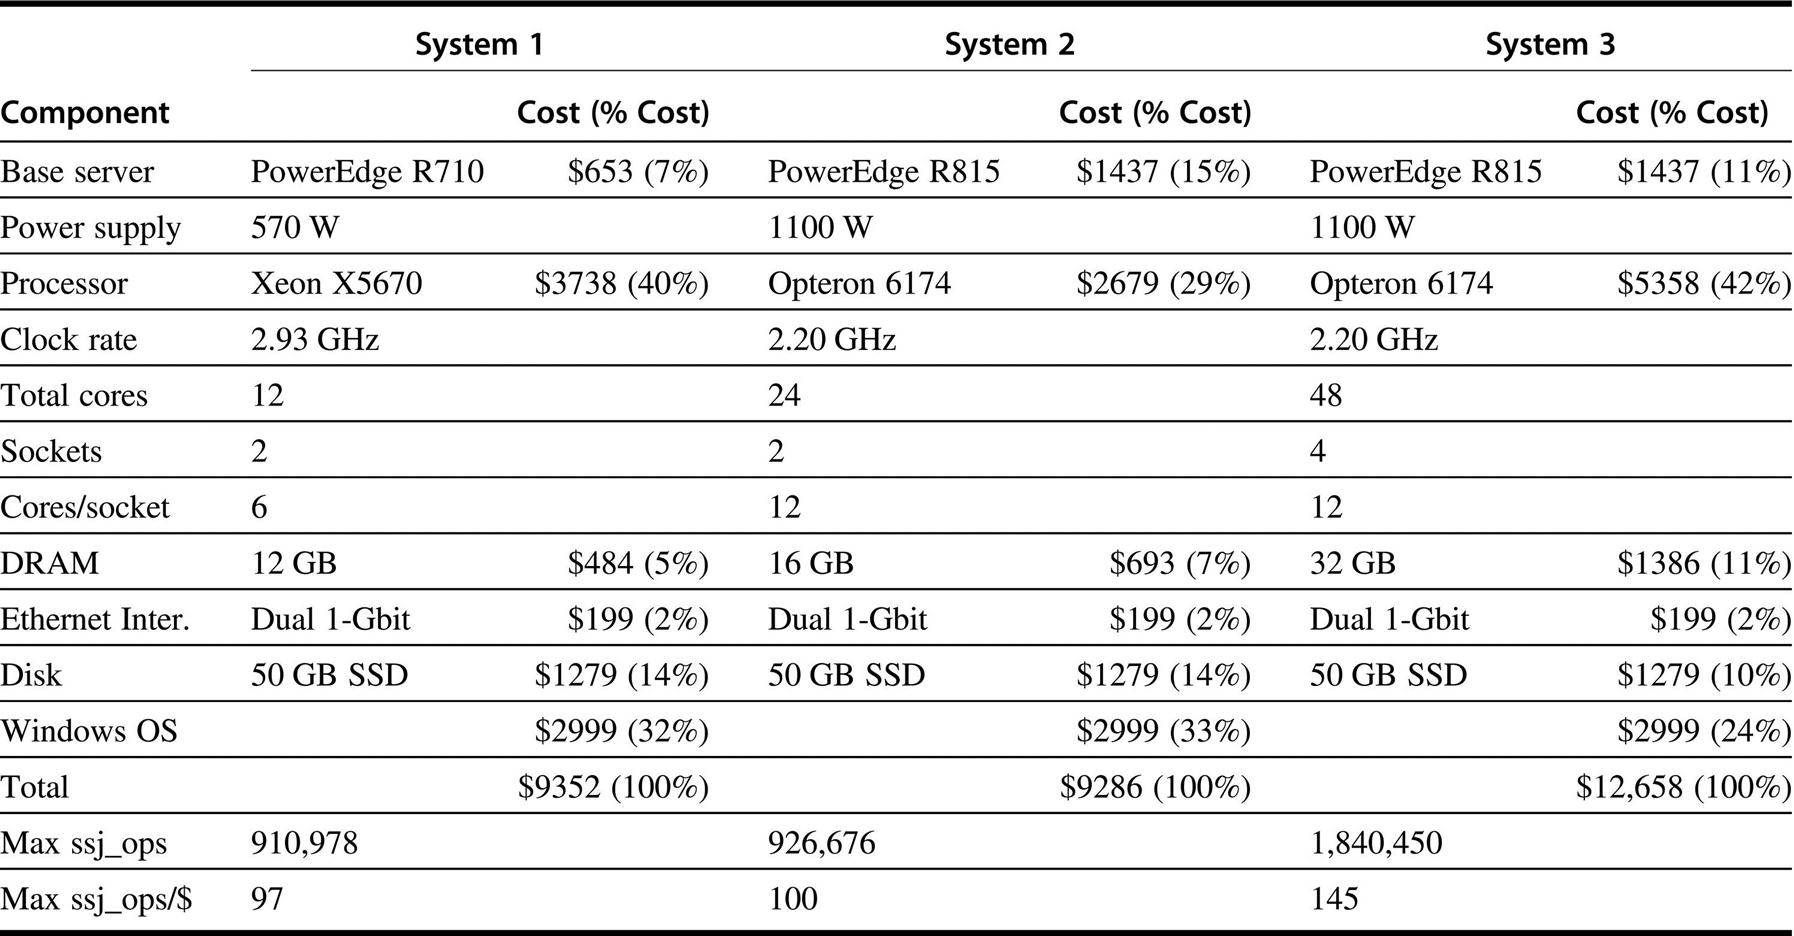 System 1 System 2 System 3
Component Cost (% Cost) Cost (% Cost) Cost (% Cost)
Base server PowerEdge R710 $653 (7%) PowerEdge R815 $1437 (15%) PowerEdge R815 $1437 (11%)
Power supply 570 W 1100 W 1100 W
Processor Xeon X5670 $3738 (40%) Opteron 6174 $2679 (29%) Opteron 6174 $5358 (42%)
Clock rate 2.93 GHz 2.20 GHz 2.20 GHz
Total cores 12 24 48
Sockets 2 2 4
Cores/socket 6 12 12
DRAM 12 GB $484 (5%) 16 GB $693 (7%) 32 GB $1386 (11%)
Ethernet Inter. Dual 1-Gbit $199 (2%) Dual 1-Gbit $199 (2%) Dual 1-Gbit $199 (2%)
Disk 50 GB SSD $1279 (14%) 50 GB SSD $1279 (14%) 50 GB SSD $1279 (10%)
Windows OS $2999 (32%) $2999 (33%) $2999 (24%)
Total $9352 (100%) $9286 (100%) $12,658 (100%)
Max ssj_ops 910,978 926,676 1,840,450
Max ssj_ops/$ 97 100 145